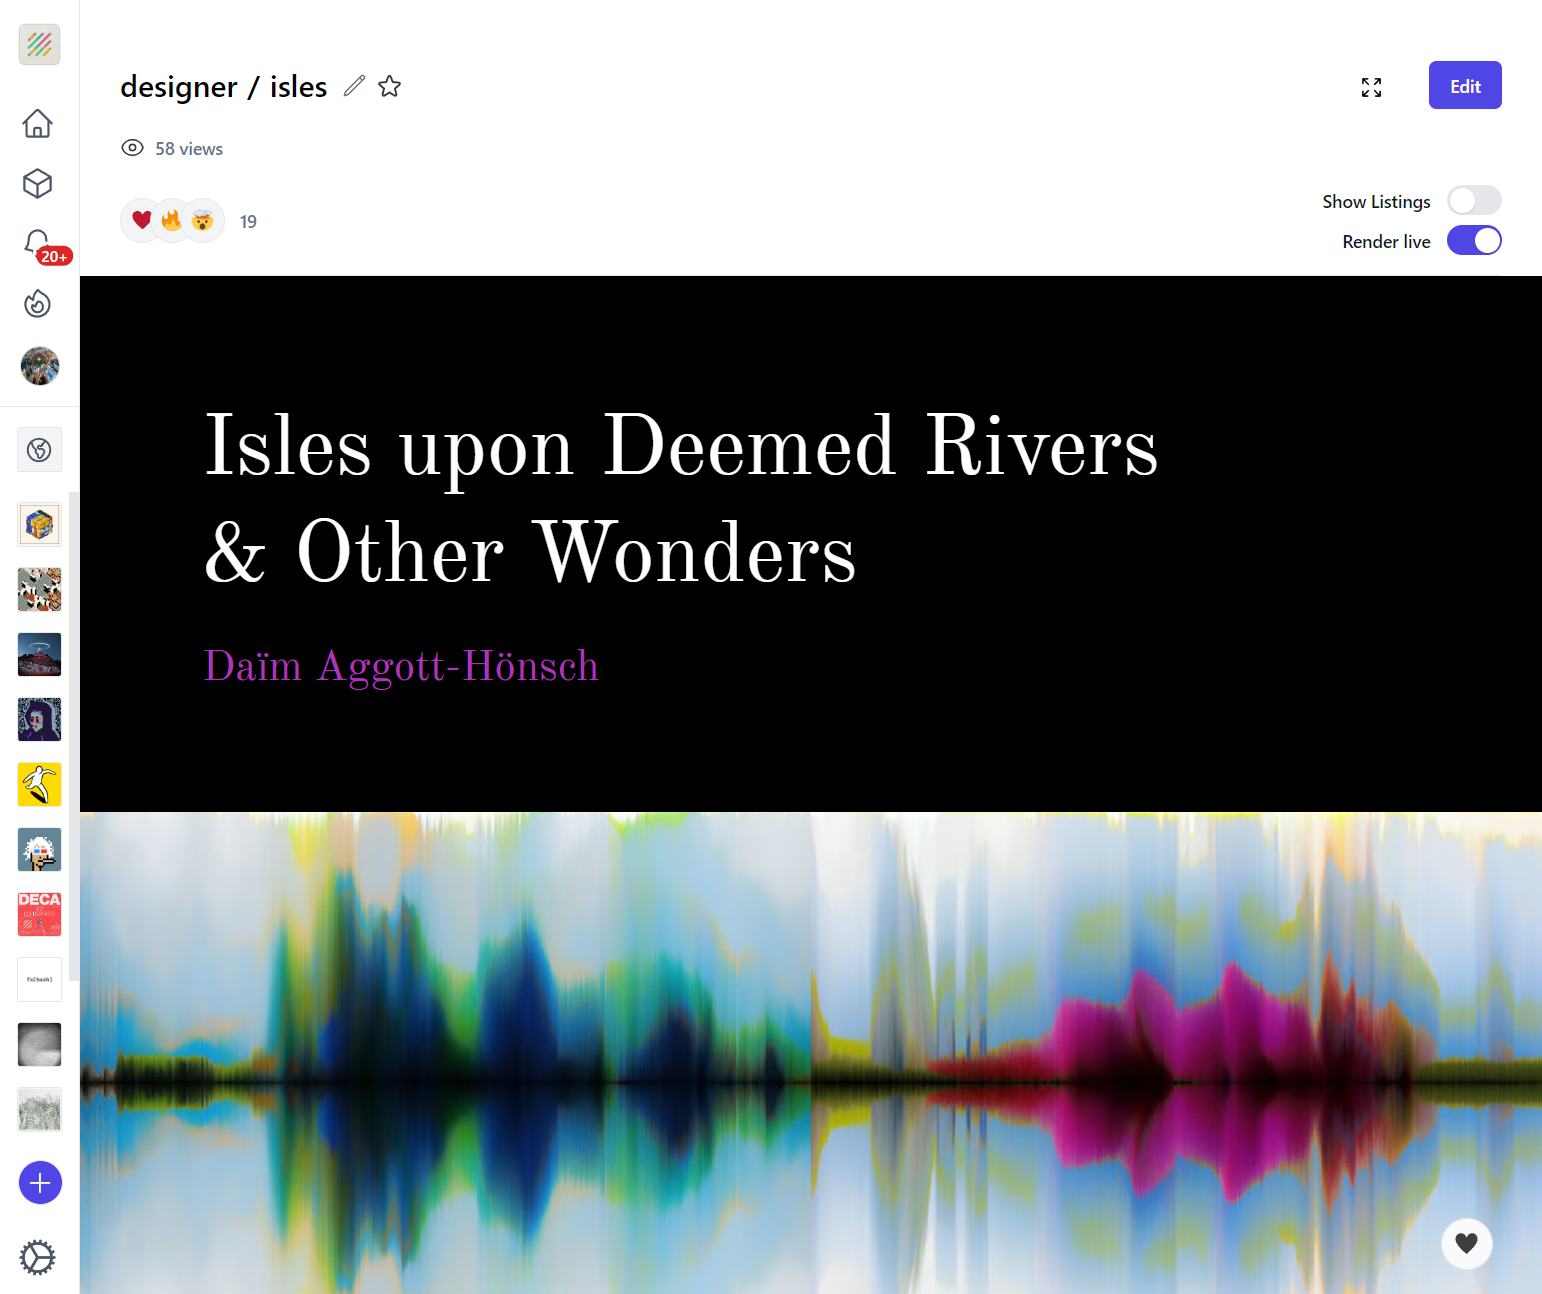 designer / isles
Edit
58 views
19
Show Listings
Render live
20+
Isles upon Deemed Rivers
& Other Wonders
Daïm Aggott-Hönsch
DECA
fx(hash)